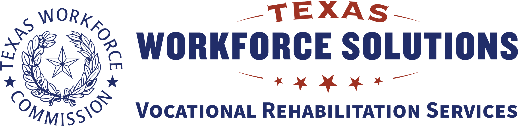 TEXAS WORKFORCE
COMMISSION
TEXAS
WORKFORCE SOLUTIONS
VOCATIONAL REHABILITATION SERVICES